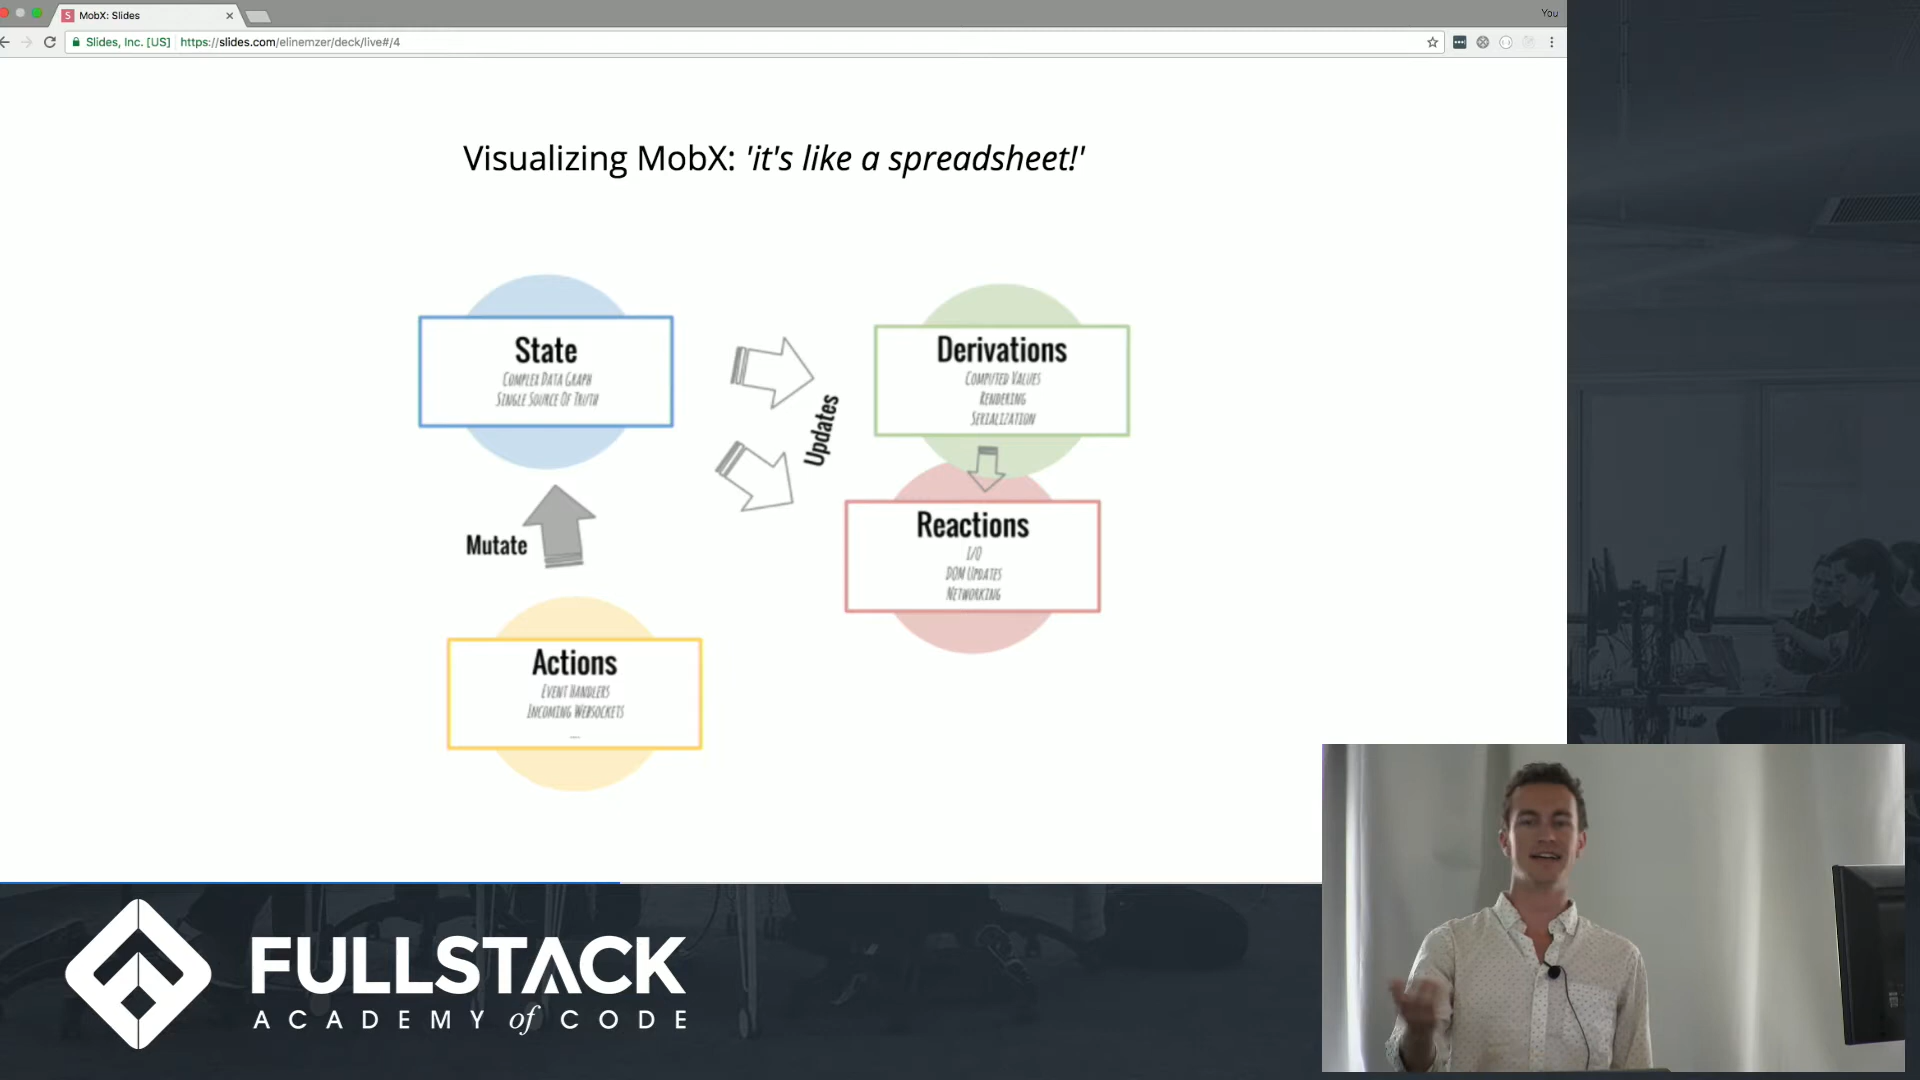 MobX: Slides
You
Slides, Inc. [US] https://slides.com/elinemzer/deck/live#/4
Visualizing MobX: 'it's like a spreadsheet!'
State
Complex Data Graph
Single Source Of Truth
Updates
Derivations
Computed Values
Rendering
Serialization
Mutate
Reactions
I/O
DOM Updates
Networking
Actions
Event Handlers
Incoming Websockets
...
FULLSTACK
ACADEMY of CODE